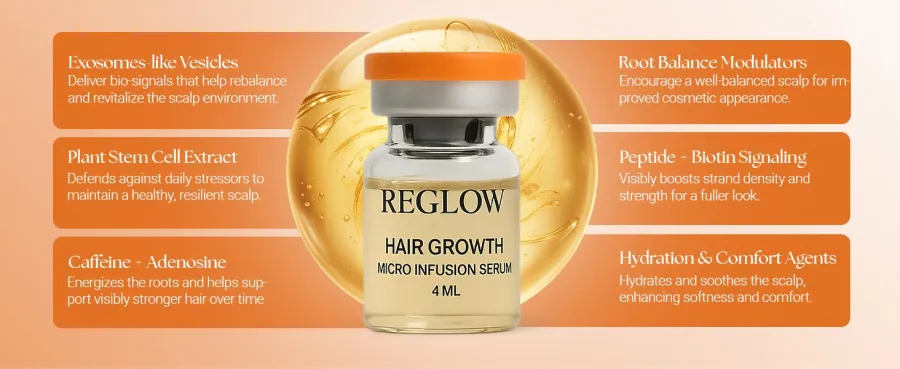 Exosomes-like Vesicles
Deliver bio-signals that help rebalance
and revitalize the scalp environment.
Plant Stem Cell Extract
Defends against daily stressors to
maintain a healthy, resilient scalp.
Caffeine + Adenosine
Energizes the roots and helps sup-
port visibly stronger hair over time
REGLOW
HAIR GROWTH
MICRO INFUSION SERUM
4 ML
Root Balance Modulators
Encourage a well-balanced scalp for im-
proved cosmetic appearance.
Peptide + Biotin Signaling
Visibly boosts strand density and
strength for a fuller look.
Hydration & Comfort Agents
Hydrates and soothes the scalp,
enhancing softness and comfort.